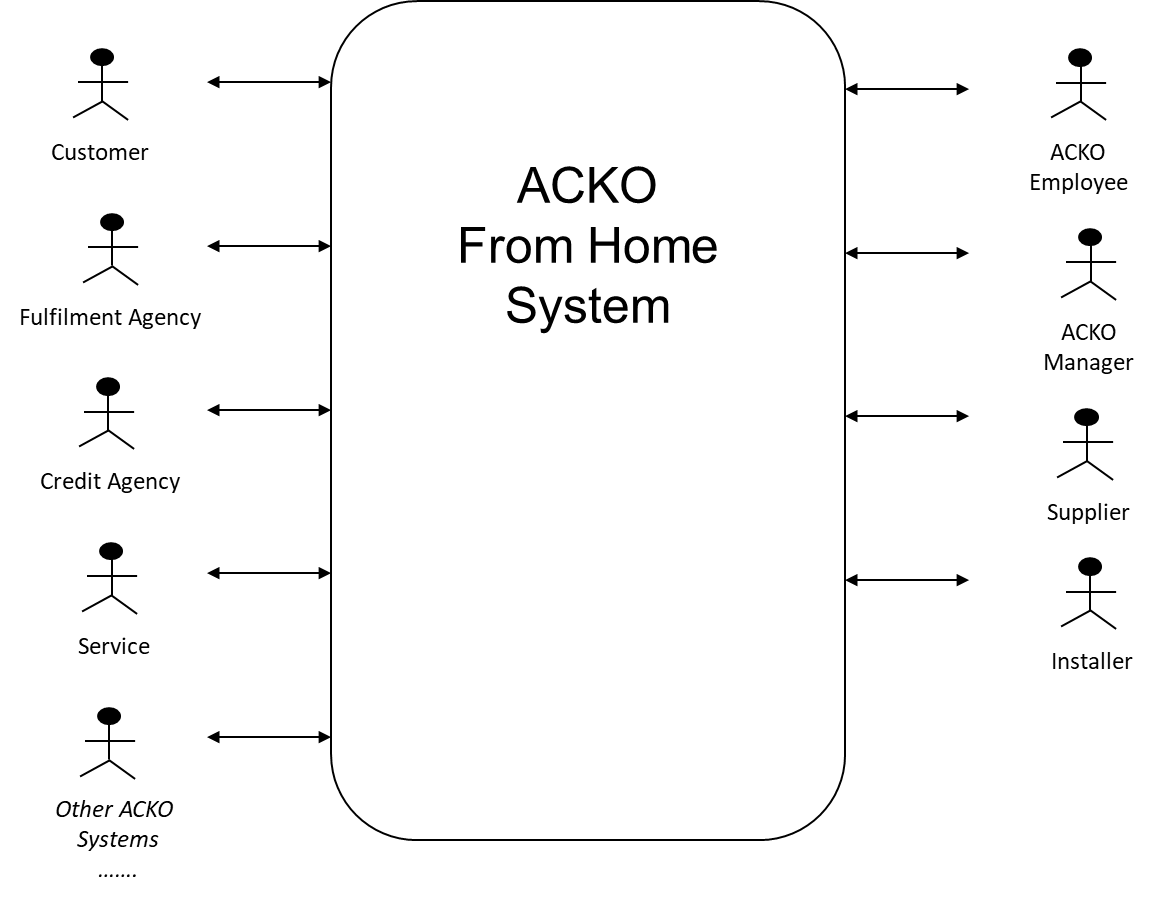 Customer
Fulfilment Agency
Credit Agency
Service
Other ACKO
Systems
.......
ACKO
From Home
System
ACKO
Employee
ACKO
Manager
Supplier
Installer